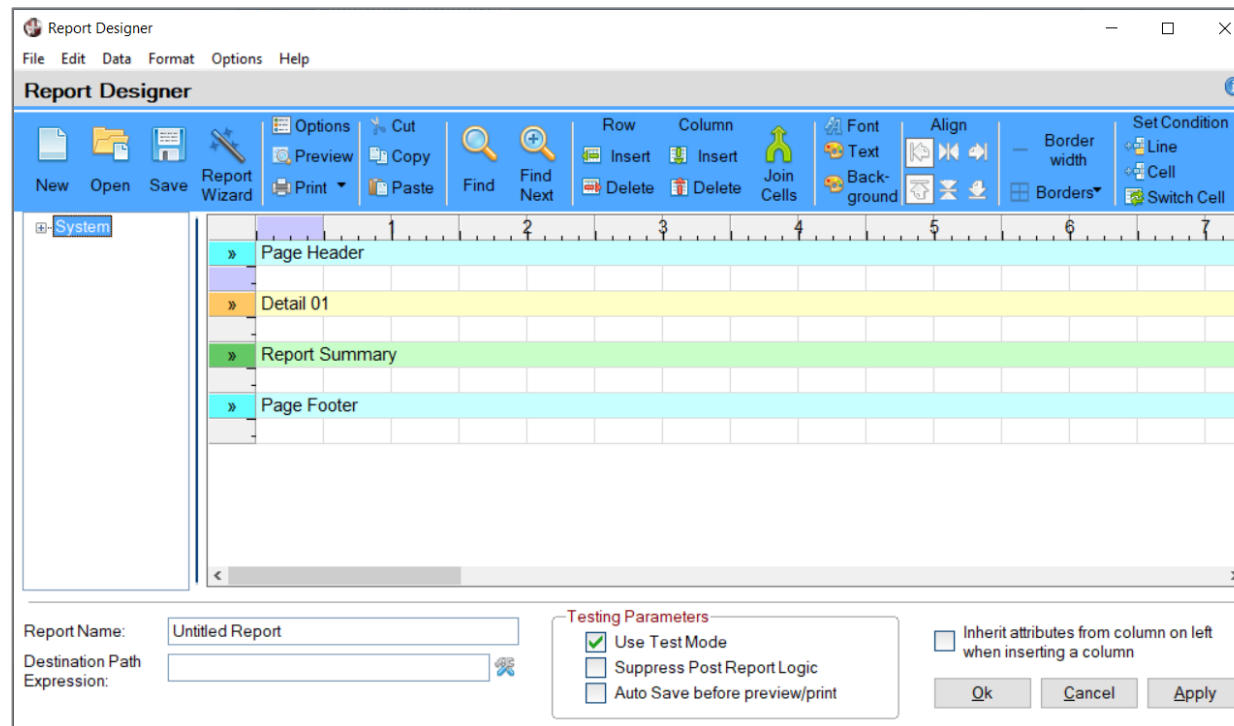 Report Designer
File Edit Data Format Options Help
Report Designer
New
Open
Save
Report
Wizard
Options
Preview
Print
Cut
Copy
Paste
Find
Find
Next
Row
Insert
Delete
Column
Insert
Delete
Join
Cells
Font
Text
Back-
ground
Align
Border
width
Borders
Set Condition
Line
Cell
Switch Cell
System
1 2 3 4 5 6 7
» Page Header
» Detail 01
» Report Summary
» Page Footer
Report Name: Untitled Report
Destination Path
Expression:
Testing Parameters
Use Test Mode
Suppress Post Report Logic
Auto Save before preview/print
Inherit attributes from column on left
when inserting a column
Ok Cancel Apply